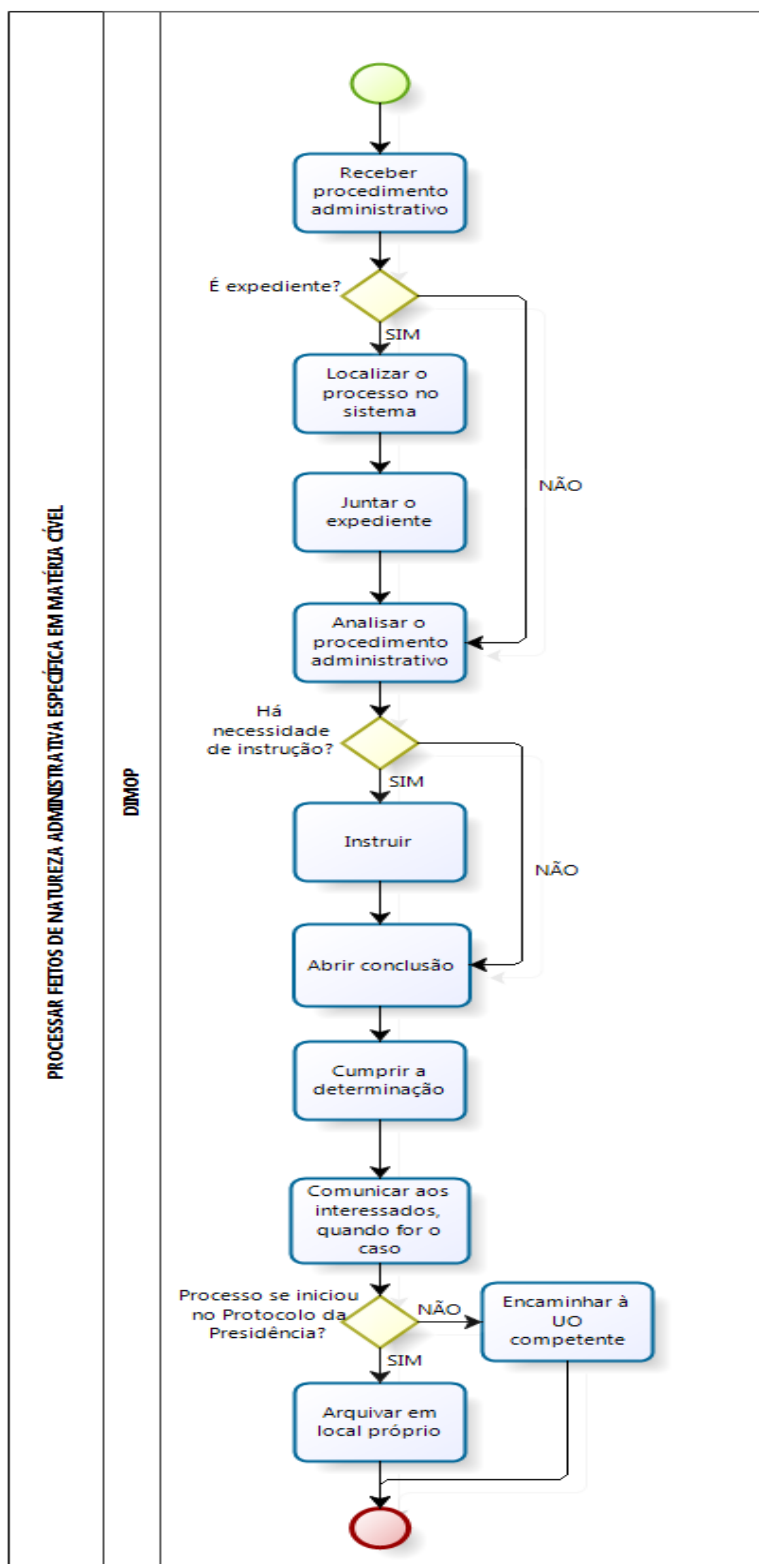 PROCESSAR FEITOS DE NATUREZA ADMINISTRATIVA ESPECÍFICA EM MATÉRIA CÍVEL
DIMOP
Receber
procedimento
administrativo
É expediente?
SIM
NÃO
Localizar o
processo no
sistema
Juntar o
expediente
Analisar o
procedimento
administrativo
Há
necessidade
de instrução?
SIM
NÃO
Instruir
Abrir conclusão
Cumprir a
determinação
Comunicar aos
interessados,
quando for o
caso
Processo se iniciou
no Protocolo da
Presidência?
NÃO
Encaminhar à
UO
competente
SIM
Arquivar em
local próprio